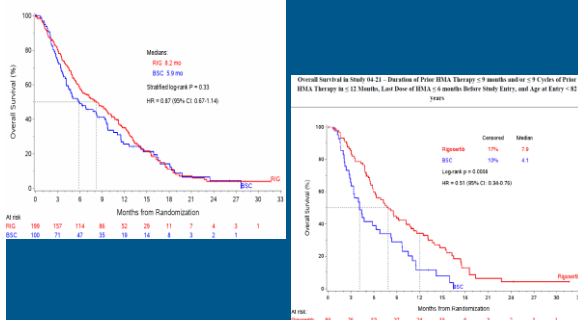 100
80
60
40
20
0
Overall Survival (%)
Medians:
RIG 8.2 mo
BSC 5.9 mo
Stratified log-rank P = 0.33
HR = 0.87 (95% CI: 0.67-1.14)
RIG
BSC
0 3 6 9 12 15 18 21 24 27 30 33
Months from Randomization
At risk
RIG 199 157 114 86 52 29 11 7 4 3 1
BSC 100 71 47 35 19 14 8 3 2 1
Overall Survival in Study 04-21 – Duration of Prior HMA Therapy ≤ 9 months and/or ≤ 9 Cycles of Prior
HMA Therapy in ≤ 12 Months, Last Dose of HMA ≤ 6 months Before Study Entry, and Age at Entry < 82
years
100
80
60
40
20
0
Overall Survival (%)
Censored Median
Rigosertib 17% 7.9
BSC 10% 4.1
Log-rank p =
HR = 0.51 (95% CI: 0.34-0.76)
BSC
0 3 6 9 12 15 18 21 24 27 30
Months from Randomization
At risk